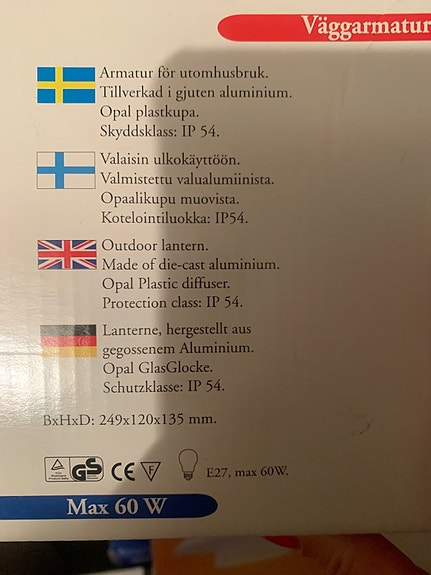 Väggarmatur
Armatur för utomhusbruk.
Tillverkad i gjuten aluminium.
Opal plastkupa.
Skyddsklass: IP 54.
Valaisin ulkokäyttöön.
Valmistettu valualumiinista.
Opaalikupu muovista.
Kotelointiluokka: IP54.
Outdoor lantern.
Made of die-cast aluminium.
Opal Plastic diffuser.
Protection class: IP 54.
Lanterne, hergestellt aus
gegossenem Aluminium.
Opal GlasGlocke.
Schutzklasse: IP 54.
BxHxD: 249x120x135 mm.
GS CE F E27, max 60W.
Max 60 W